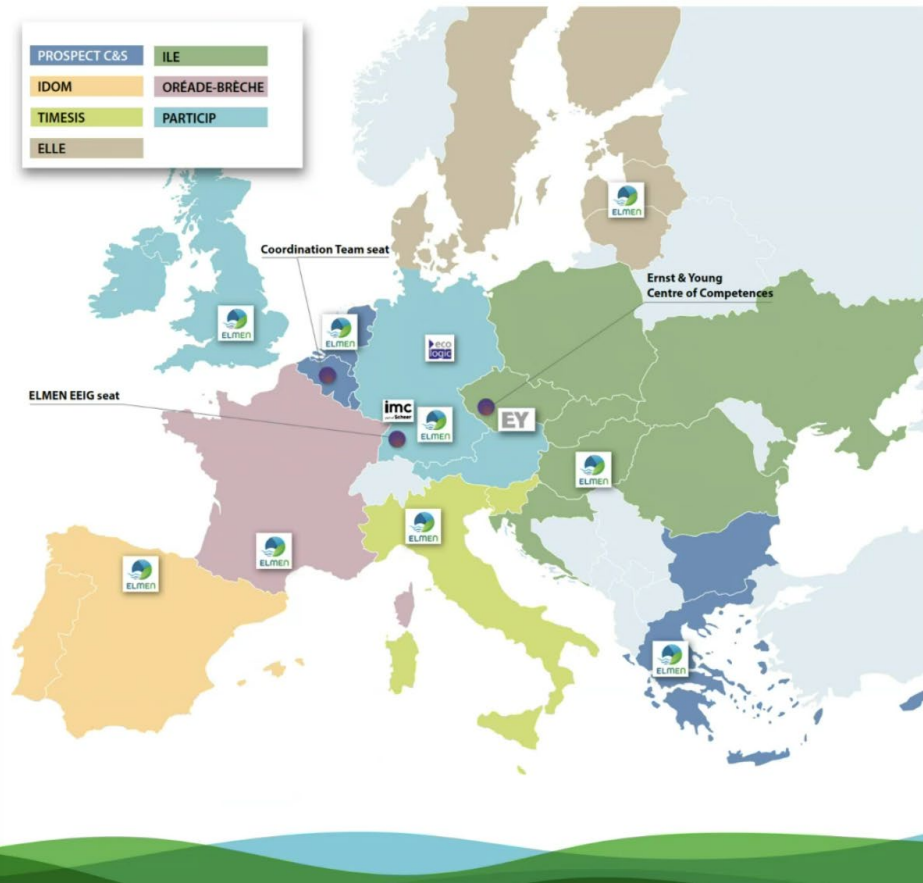 PROSPECT C&S
ILE
IDOM
ORÉADE-BRÈCHE
TIMESIS
PARTICIP
ELLE
ELMEN
Coordination Team seat
Ernst & Young
Centre of Competences
ELMEN
ELMEN
eco
logic
ELMEN EEIG seat
imc
ELMEN
EY
ELMEN
ELMEN
ELMEN
ELMEN
ELMEN